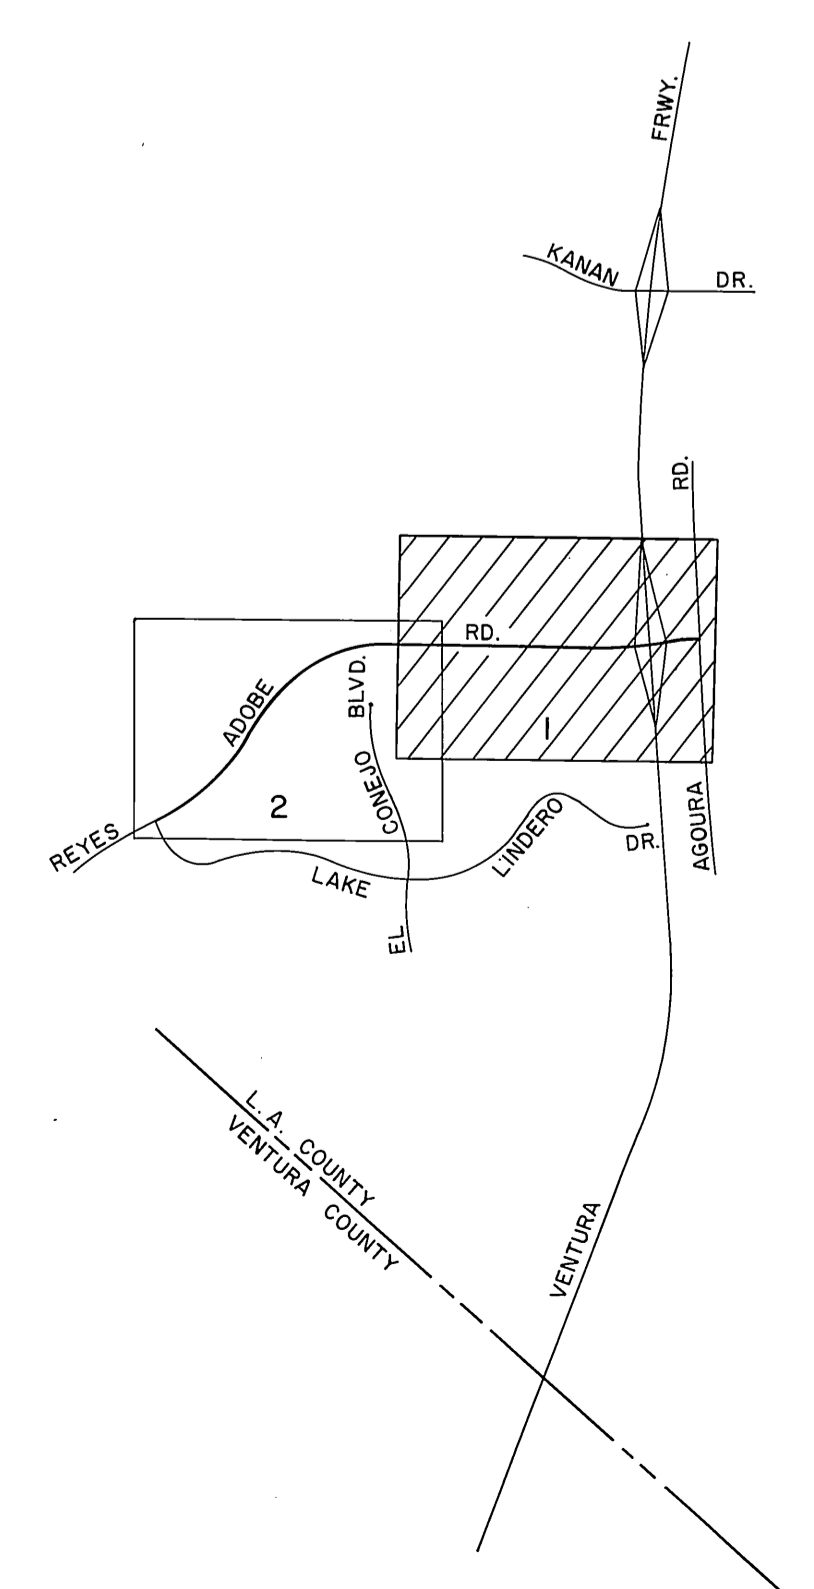 FRWY.
KANAN DR.
RD.
RD.
ADOBE
BLVD.
1
CONEJO
2
REYES
LINDERO
DR.
AGOURA
LAKE
EL
L.A. COUNTY
VENTURA COUNTY
VENTURA